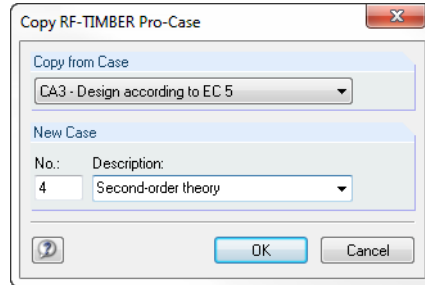 Copy RF-TIMBER Pro-Case
Copy from Case
CA3 - Design according to EC 5
New Case
No.: Description:
4 Second-order theory
OK Cancel